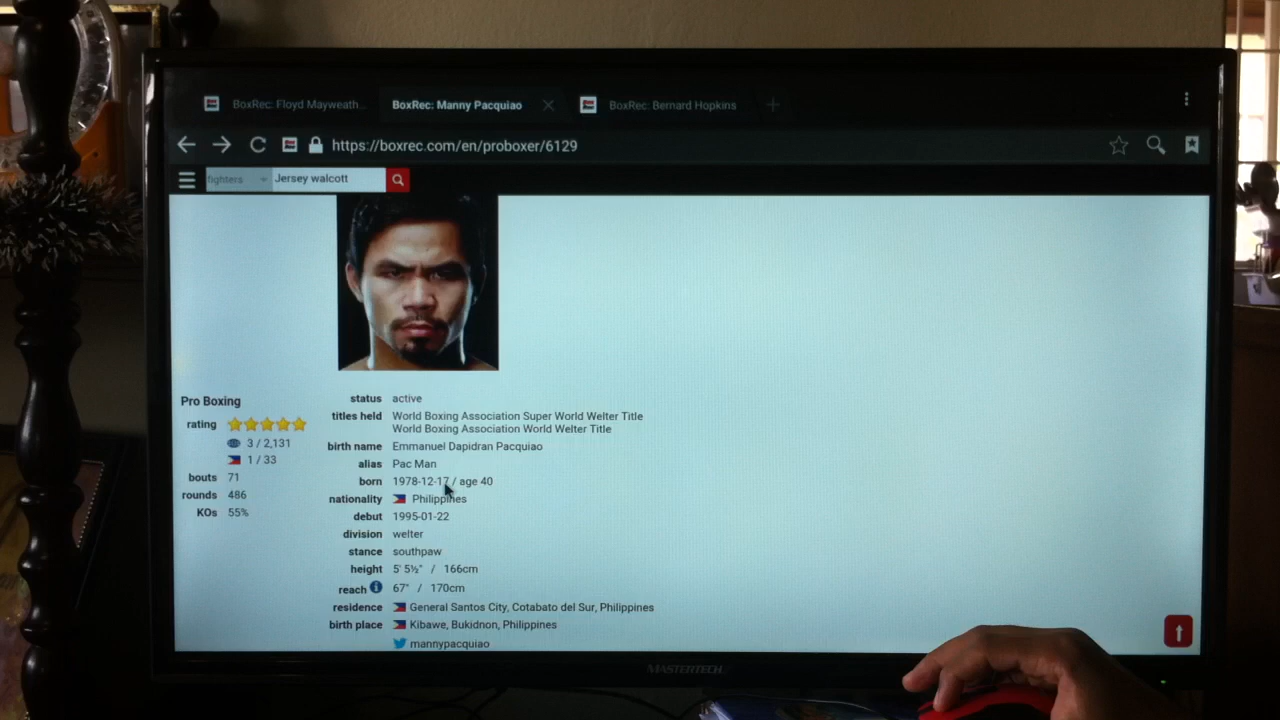 BoxRec: Floyd Mayweath...
BoxRec: Manny Pacquiao
BoxRec: Bernard Hopkins
https://boxrec.com/en/proboxer/6129
fighters
Jersey walcott
Pro Boxing
rating
3 / 2,131
1 / 33
bouts 71
rounds 486
KOs 55%
status active
titles held World Boxing Association Super World Welter Title
World Boxing Association World Welter Title
birth name Emmanuel Dapidran Pacquiao
alias Pac Man
born 1978-12-17 / age 40
nationality Philippines
debut 1995-01-22
division welter
stance southpaw
height 5' 5½" / 166cm
reach 67" / 170cm
residence General Santos City, Cotabato del Sur, Philippines
birth place Kibawe, Bukidnon, Philippines
mannypacquiao
MASTERTECH